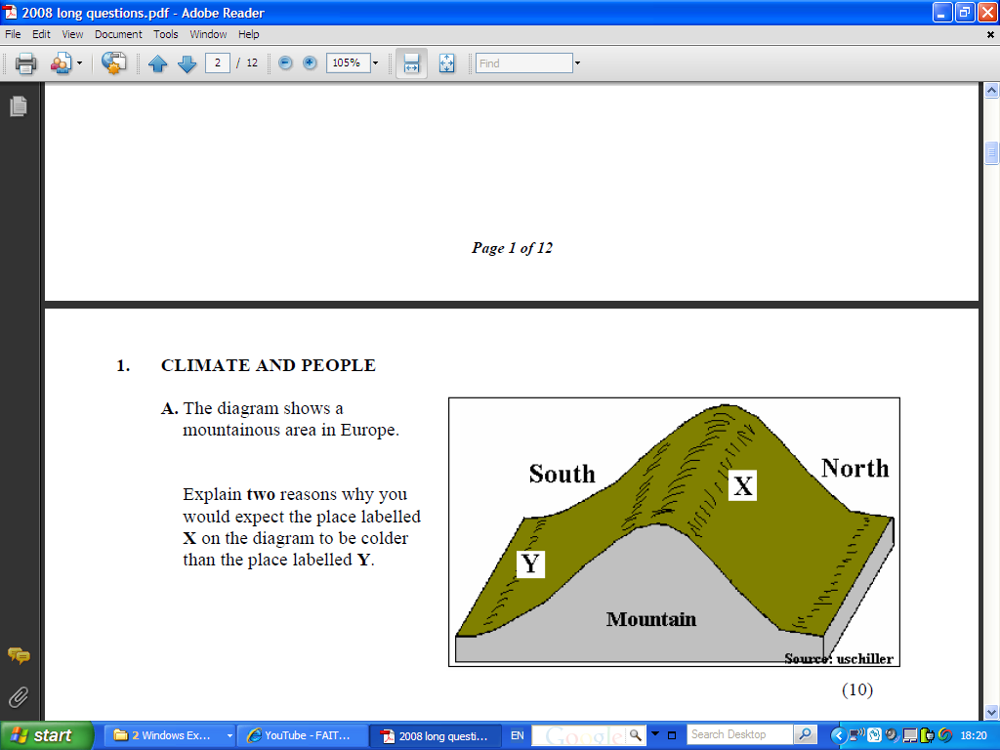 2008 long questions.pdf - Adobe Reader
File Edit View Document Tools Window Help
2 / 12 105% Find
Page 1 of 12
1. CLIMATE AND PEOPLE
A. The diagram shows a
mountainous area in Europe.
Explain two reasons why you
would expect the place labelled
X on the diagram to be colder
than the place labelled Y.
South
North
X
Y
Mountain
Source: uschiller
(10)
start 2 Windows Ex... YouTube - FAIT... 2008 long questi... EN Google Search Desktop 18:20